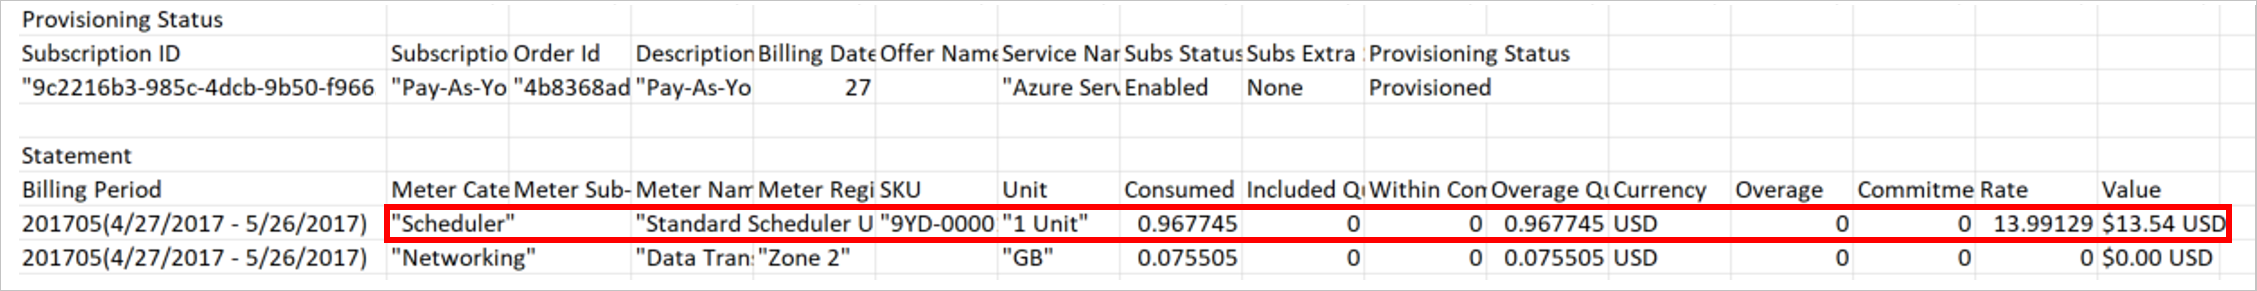 Provisioning Status
Subscription ID Subscriptio Order Id Description Billing Date Offer Name Service Nar Subs Status Subs Extra Provisioning Status
"9c2216b3-985c-4dcb-9b50-f966 "Pay-As-Yo "4b8368ad "Pay-As-Yo 27 "Azure Serv Enabled None Provisioned
Statement
Billing Period Meter Cate Meter Sub- Meter Nam Meter Regi SKU Unit Consumed Included Qu Within Con Overage Qu Currency Overage Commitme Rate Value
201705(4/27/2017 - 5/26/2017) "Scheduler" "Standard Scheduler U "9YD-0000 "1 Unit" 0.967745 0 0 0.967745 USD 0 0 13.99129 $13.54 USD
201705(4/27/2017 - 5/26/2017) "Networking" "Data Tran "Zone 2" "GB" 0.075505 0 0 0.075505 USD 0 0 0 $0.00 USD